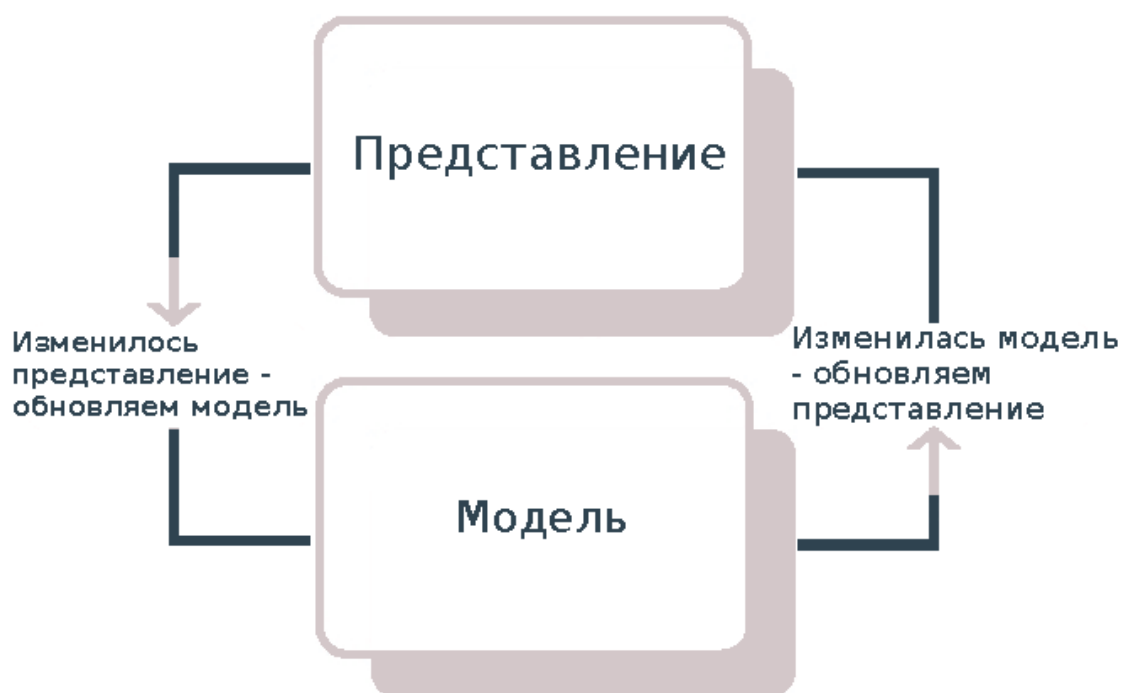 Представление
Изменилось
представление -
обновляем модель
Изменилась модель
- обновляем
представление
Модель